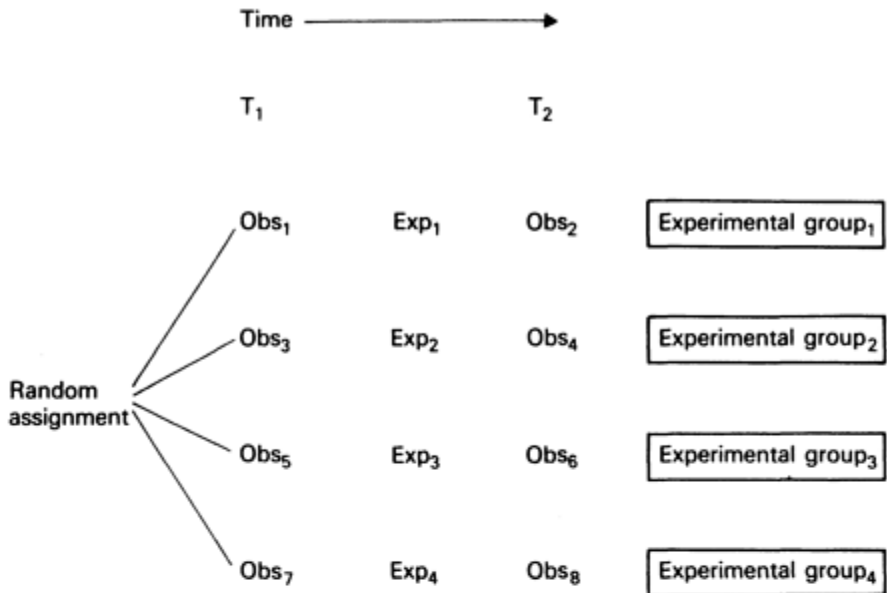 Time
T₁ T₂
Obs₁ Exp₁ Obs₂ Experimental group₁
Obs₃ Exp₂ Obs₄ Experimental group₂
Random
assignment
Obs₅ Exp₃ Obs₆ Experimental group₃
Obs₇ Exp₄ Obs₈ Experimental group₄